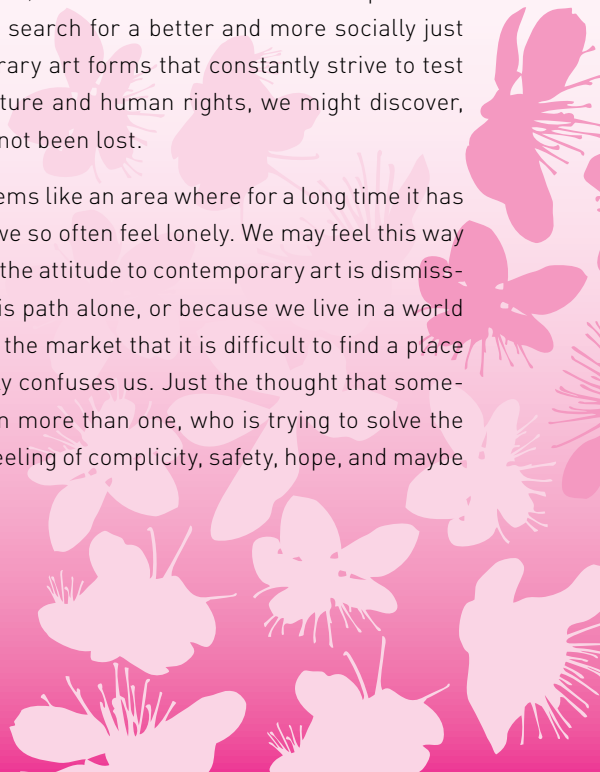 search for a better and more socially just
rary art forms that constantly strive to test
ture and human rights, we might discover,
not been lost.
ems like an area where for a long time it has
ve so often feel lonely. We may feel this way
the attitude to contemporary art is dismiss-
is path alone, or because we live in a world
the market that it is difficult to find a place
y confuses us. Just the thought that some-
n more than one, who is trying to solve the
eeling of complicity, safety, hope, and maybe